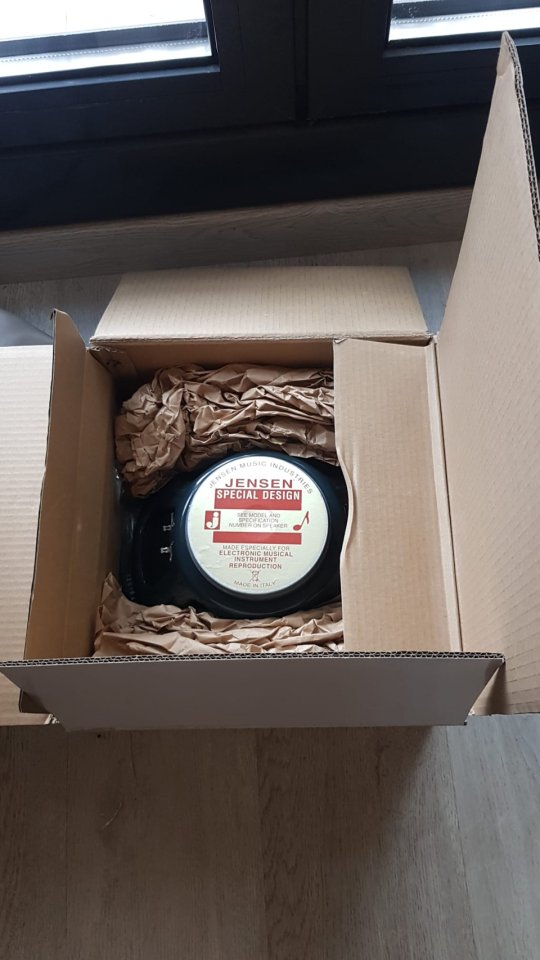 JENSEN MUSIC INDUSTRIES
JENSEN
SPECIAL DESIGN
j
SEE MODEL AND
SPECIFICATION
NUMBER ON SPEAKER
MADE ESPECIALLY FOR
ELECTRONIC MUSICAL
INSTRUMENT
REPRODUCTION
MADE IN ITALY